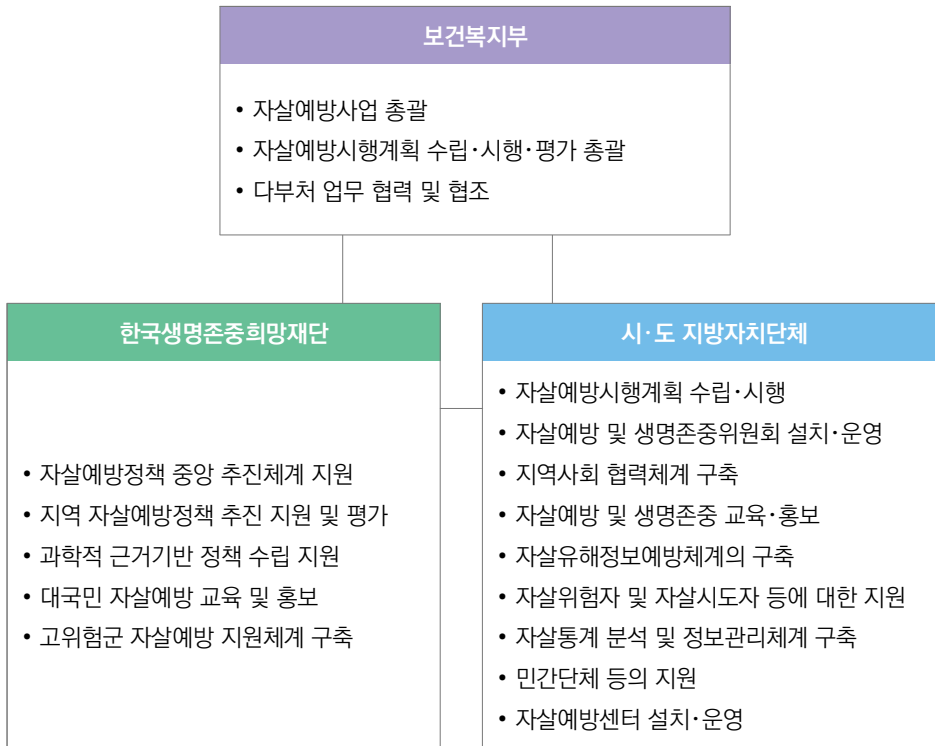 보건복지부
• 자살예방사업 총괄
• 자살예방시행계획 수립·시행·평가 총괄
• 다부처 업무 협력 및 협조
한국생명존중희망재단
• 자살예방정책 중앙 추진체계 지원
• 지역 자살예방정책 추진 지원 및 평가
• 과학적 근거기반 정책 수립 지원
• 대국민 자살예방 교육 및 홍보
• 고위험군 자살예방 지원체계 구축
시·도 지방자치단체
• 자살예방시행계획 수립·시행
• 자살예방 및 생명존중위원회 설치·운영
• 지역사회 협력체계 구축
• 자살예방 및 생명존중 교육·홍보
• 자살유해정보예방체계의 구축
• 자살위험자 및 자살시도자 등에 대한 지원
• 자살통계 분석 및 정보관리체계 구축
• 민간단체 등의 지원
• 자살예방센터 설치·운영